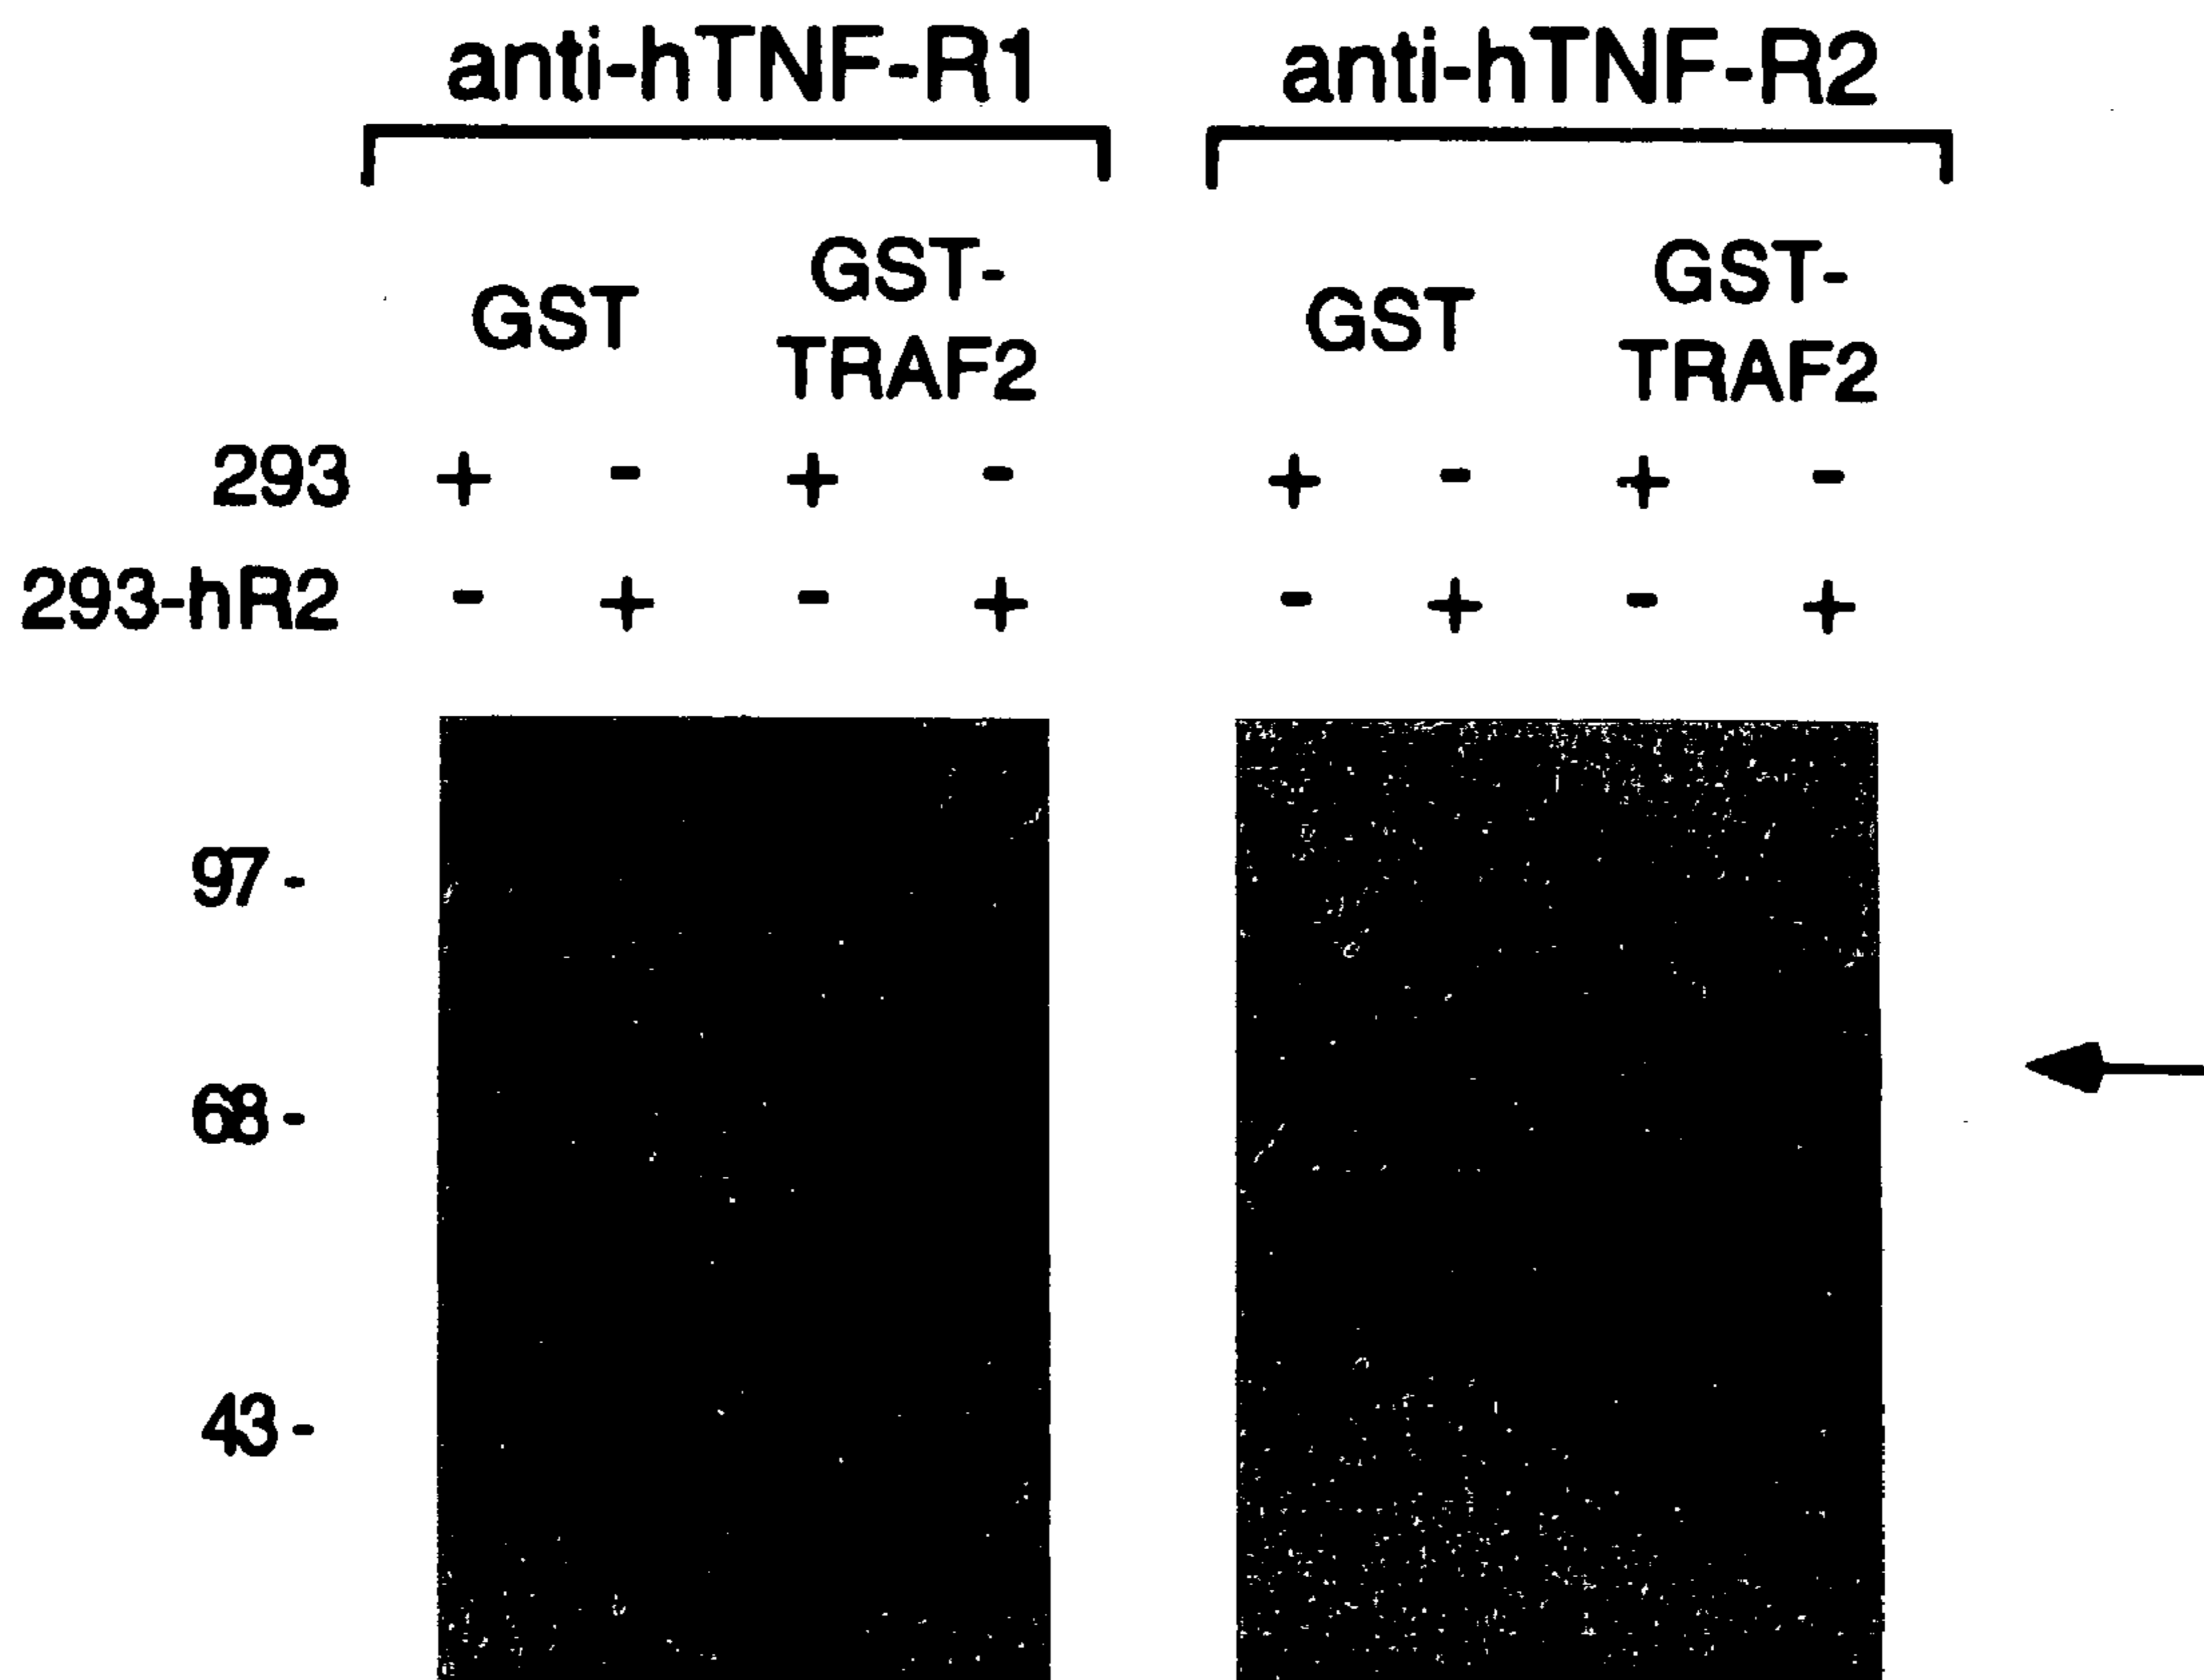 anti-hTNF-R1 anti-hTNF-R2
GST GST-TRAF2 GST GST-TRAF2
293 + - + - + - + -
293-hR2 - + - + - + - +
97-
68-
43-